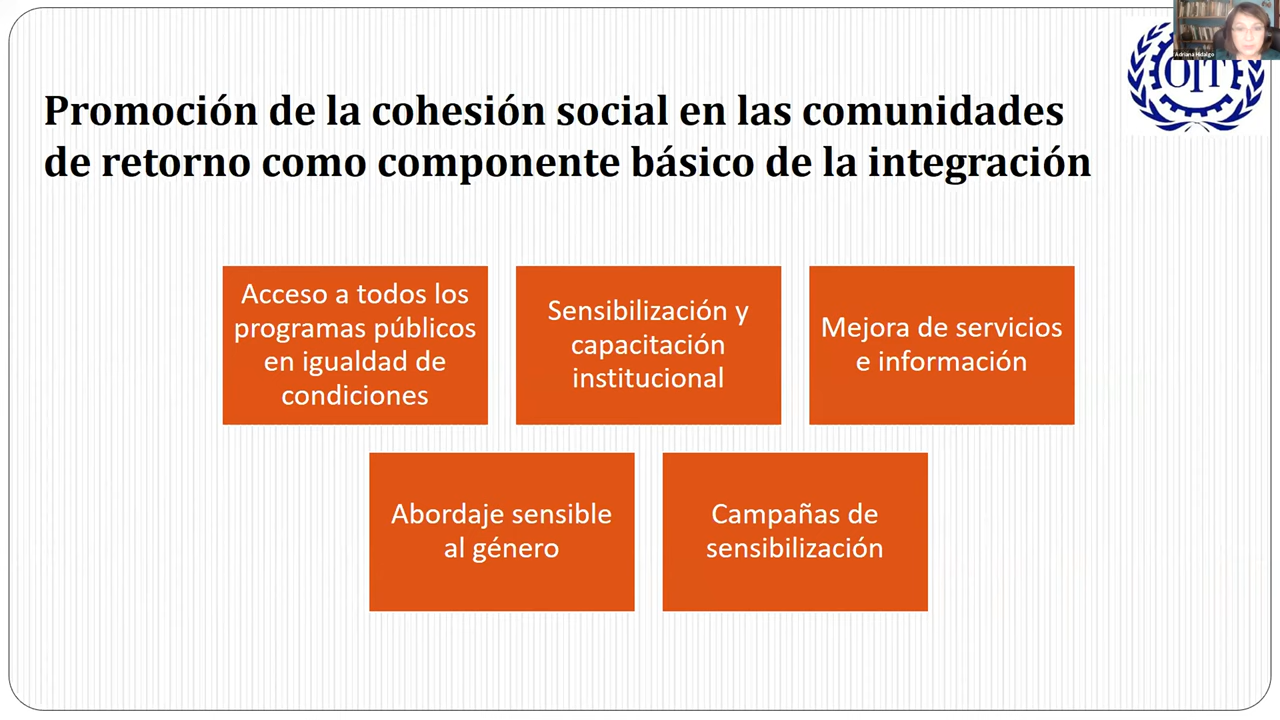 Adriana Hidalgo
OIT
Promoción de la cohesión social en las comunidades
de retorno como componente básico de la integración
Acceso a todos los
programas públicos
en igualdad de
condiciones
Sensibilización y
capacitación
institucional
Mejora de servicios
e información
Abordaje sensible
al género
Campañas de
sensibilización